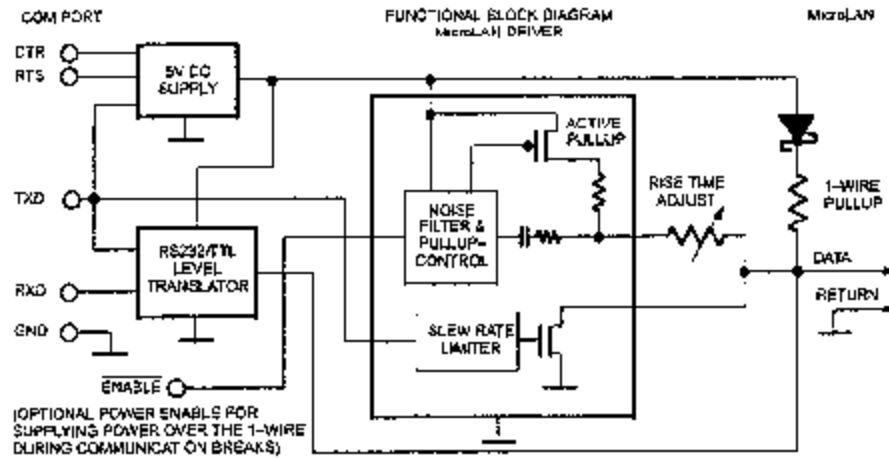 COM PORT
FUNCTIONAL BLOCK DIAGRAM
MicroLAN DRIVER
MicroLAN
DTR
RTS
5V DC
SUPPLY
ACTIVE
PULLUP
TXD
RISE TIME
ADJUST
1–WIRE
PULLUP
NOISE
FILTER &
PULLUP-
CONTROL
RS232/TTL
LEVEL
TRANSLATOR
DATA
RXD
RETURN
GND
SLEW RATE
LIMITER
ENABLE
(OPTIONAL POWER ENABLE FOR
SUPPLYING POWER OVER THE 1–WIRE
DURING COMMUNICATION BREAKS)